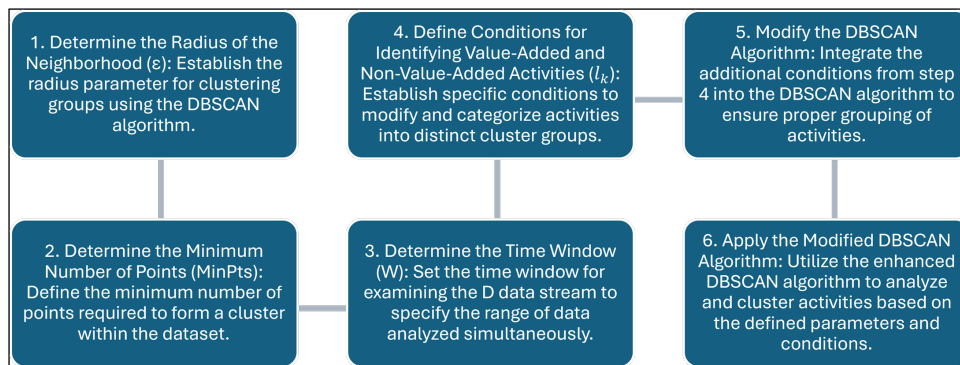 1. Determine the Radius of the
Neighborhood (ε): Establish the
radius parameter for clustering
groups using the DBSCAN
algorithm.
2. Determine the Minimum
Number of Points (MinPts):
Define the minimum number of
points required to form a cluster
within the dataset.
3. Determine the Time Window
(W): Set the time window for
examining the D data stream to
specify the range of data
analyzed simultaneously.
4. Define Conditions for
Identifying Value-Added and
Non-Value-Added Activities (l_k):
Establish specific conditions to
modify and categorize activities
into distinct cluster groups.
5. Modify the DBSCAN
Algorithm: Integrate the
additional conditions from step
4 into the DBSCAN algorithm to
ensure proper grouping of
activities.
6. Apply the Modified DBSCAN
Algorithm: Utilize the enhanced
DBSCAN algorithm to analyze
and cluster activities based on
the defined parameters and
conditions.